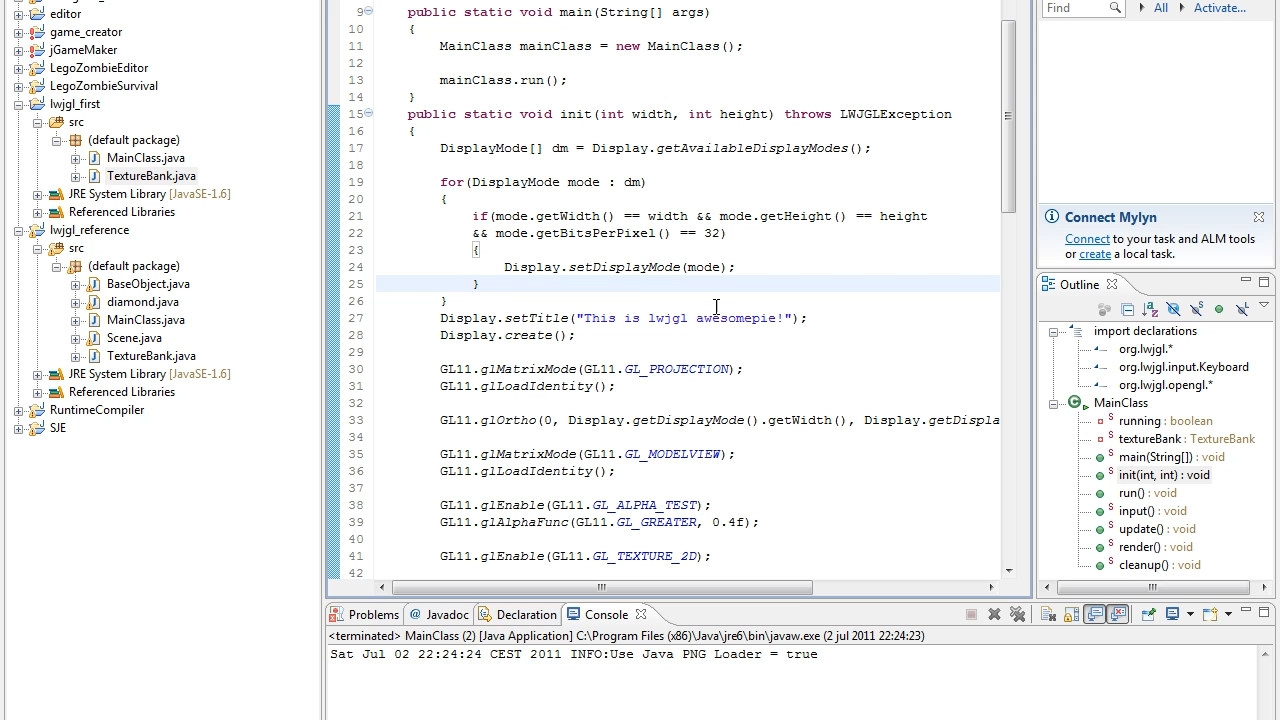 editor
game_creator
jGameMaker
LegoZombieEditor
LegoZombieSurvival
lwjgl_first
src
(default package)
MainClass.java
TextureBank.java
JRE System Library [JavaSE-1.6]
Referenced Libraries
lwjgl_reference
src
(default package)
BaseObject.java
diamond.java
MainClass.java
Scene.java
TextureBank.java
JRE System Library [JavaSE-1.6]
Referenced Libraries
RuntimeCompiler
SJE
9 public static void main(String[] args)
10 {
11 MainClass mainClass = new MainClass();
12
13 mainClass.run();
14 }
15 public static void init(int width, int height) throws LWJGLException
16 {
17 DisplayMode[] dm = Display.getAvailableDisplayModes();
18
19 for(DisplayMode mode : dm)
20 {
21 if(mode.getWidth() == width && mode.getHeight() == height
22 && mode.getBitsPerPixel() == 32)
23 {
24 Display.setDisplayMode(mode);
25 }
26 }
27 Display.setTitle("This is lwjgl awesomepie!");
28 Display.create();
29
30 GL11.glMatrixMode(GL11.GL_PROJECTION);
31 GL11.glLoadIdentity();
32
33 GL11.glOrtho(0, Display.getDisplayMode().getWidth(), Display.getDispla
34
35 GL11.glMatrixMode(GL11.GL_MODELVIEW);
36 GL11.glLoadIdentity();
37
38 GL11.glEnable(GL11.GL_ALPHA_TEST);
39 GL11.glAlphaFunc(GL11.GL_GREATER, 0.4f);
40
41 GL11.glEnable(GL11.GL_TEXTURE_2D);
42
Find All Activate...
Connect Mylyn
Connect to your task and ALM tools
or create a local task.
Outline
import declarations
org.lwjgl.*
org.lwjgl.input.Keyboard
org.lwjgl.opengl.*
MainClass
running : boolean
textureBank : TextureBank
main(String[]) : void
init(int, int) : void
run() : void
input() : void
update() : void
render() : void
cleanup() : void
Problems @ Javadoc Declaration Console
<terminated> MainClass (2) [Java Application] C:\Program Files (x86)\Java\jre6\bin\javaw.exe (2 jul 2011 22:24:23)
Sat Jul 02 22:24:24 CEST 2011 INFO:Use Java PNG Loader = true